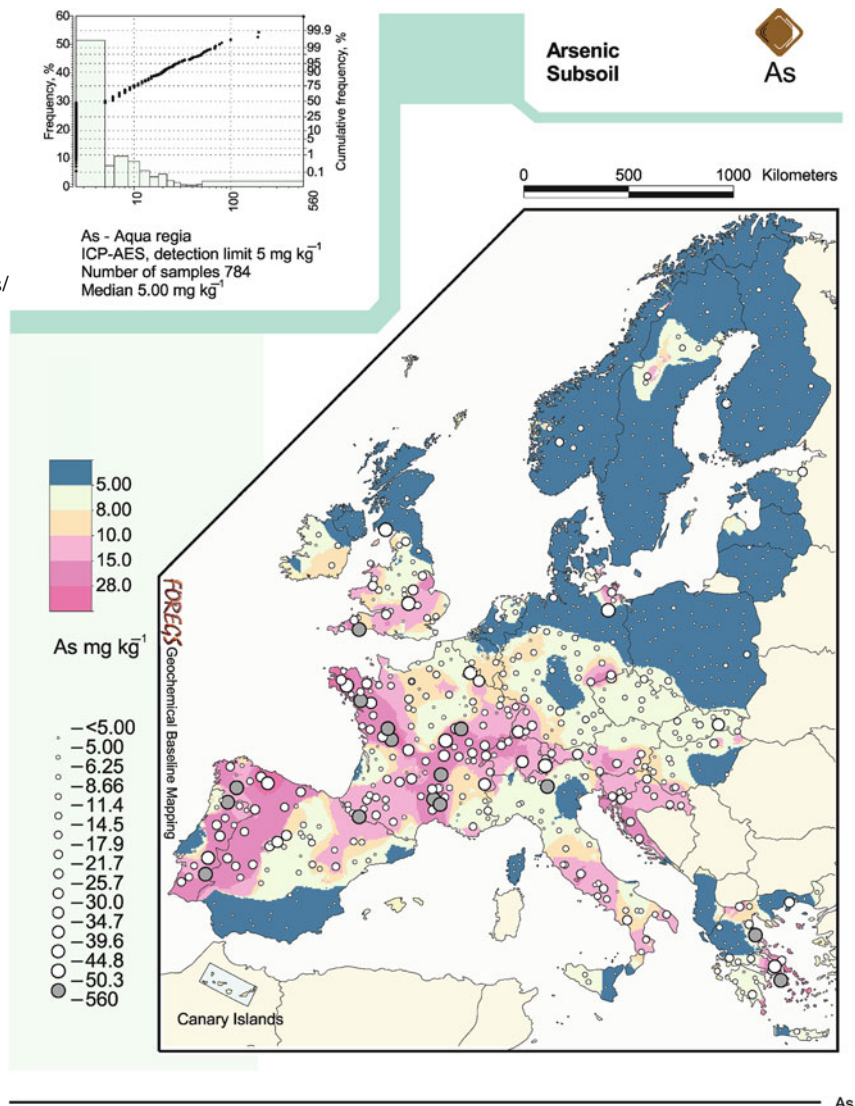 60
50
40
30
20
10
0
Frequency, %
99.9
99
95
90
75
50
25
10
5
1
0.1
Cumulative frequency, %
10
100
560
Arsenic
Subsoil
As
0 500 1000 Kilometers
As - Aqua regia
ICP-AES, detection limit 5 mg kg⁻¹
Number of samples 784
Median 5.00 mg kg⁻¹
s/
5.00
8.00
10.0
15.0
28.0
As mg kg⁻¹
FOREGS Geochemical Baseline Mapping
–<5.00
–5.00
–6.25
–8.66
–11.4
–14.5
–17.9
–21.7
–25.7
–30.0
–34.7
–39.6
–44.8
–50.3
–560
Canary Islands
As